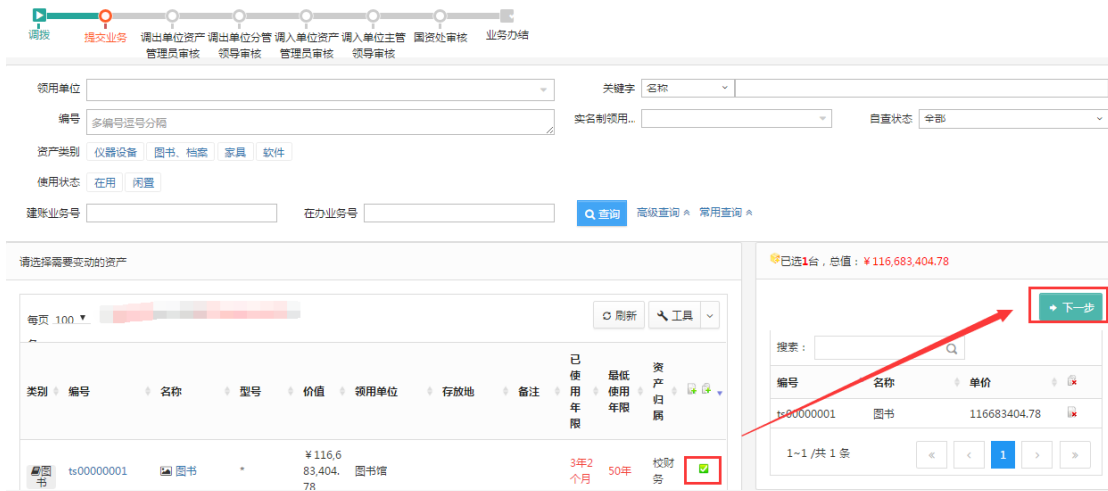 调拨
提交业务
调出单位资产
管理员审核
调出单位分管
领导审核
调入单位资产
管理员审核
调入单位主管
领导审核
国资处审核
业务办结
领用单位
关键字 名称
编号 多编号逗号分隔
实名制领用...
自查状态 全部
资产类别 仪器设备 图书、档案 家具 软件
使用状态 在用 闲置
建账业务号 在办业务号 查询 高级查询 常用查询
请选择需要变动的资产
已选1台，总值：￥116,683,404.78
下一步
每页 100
刷新 工具
搜索：
类别 编号 名称 型号 价值 领用单位 存放地 备注
已使用年限
最低使用年限
资产归属
编号 名称 单价
ts00000001 图书 116683404.78
1~1 /共 1 条
« ‹ 1 › »
图书 ts00000001 图书 * ￥116,683,404.78 图书馆 3年2个月 50年 校财务